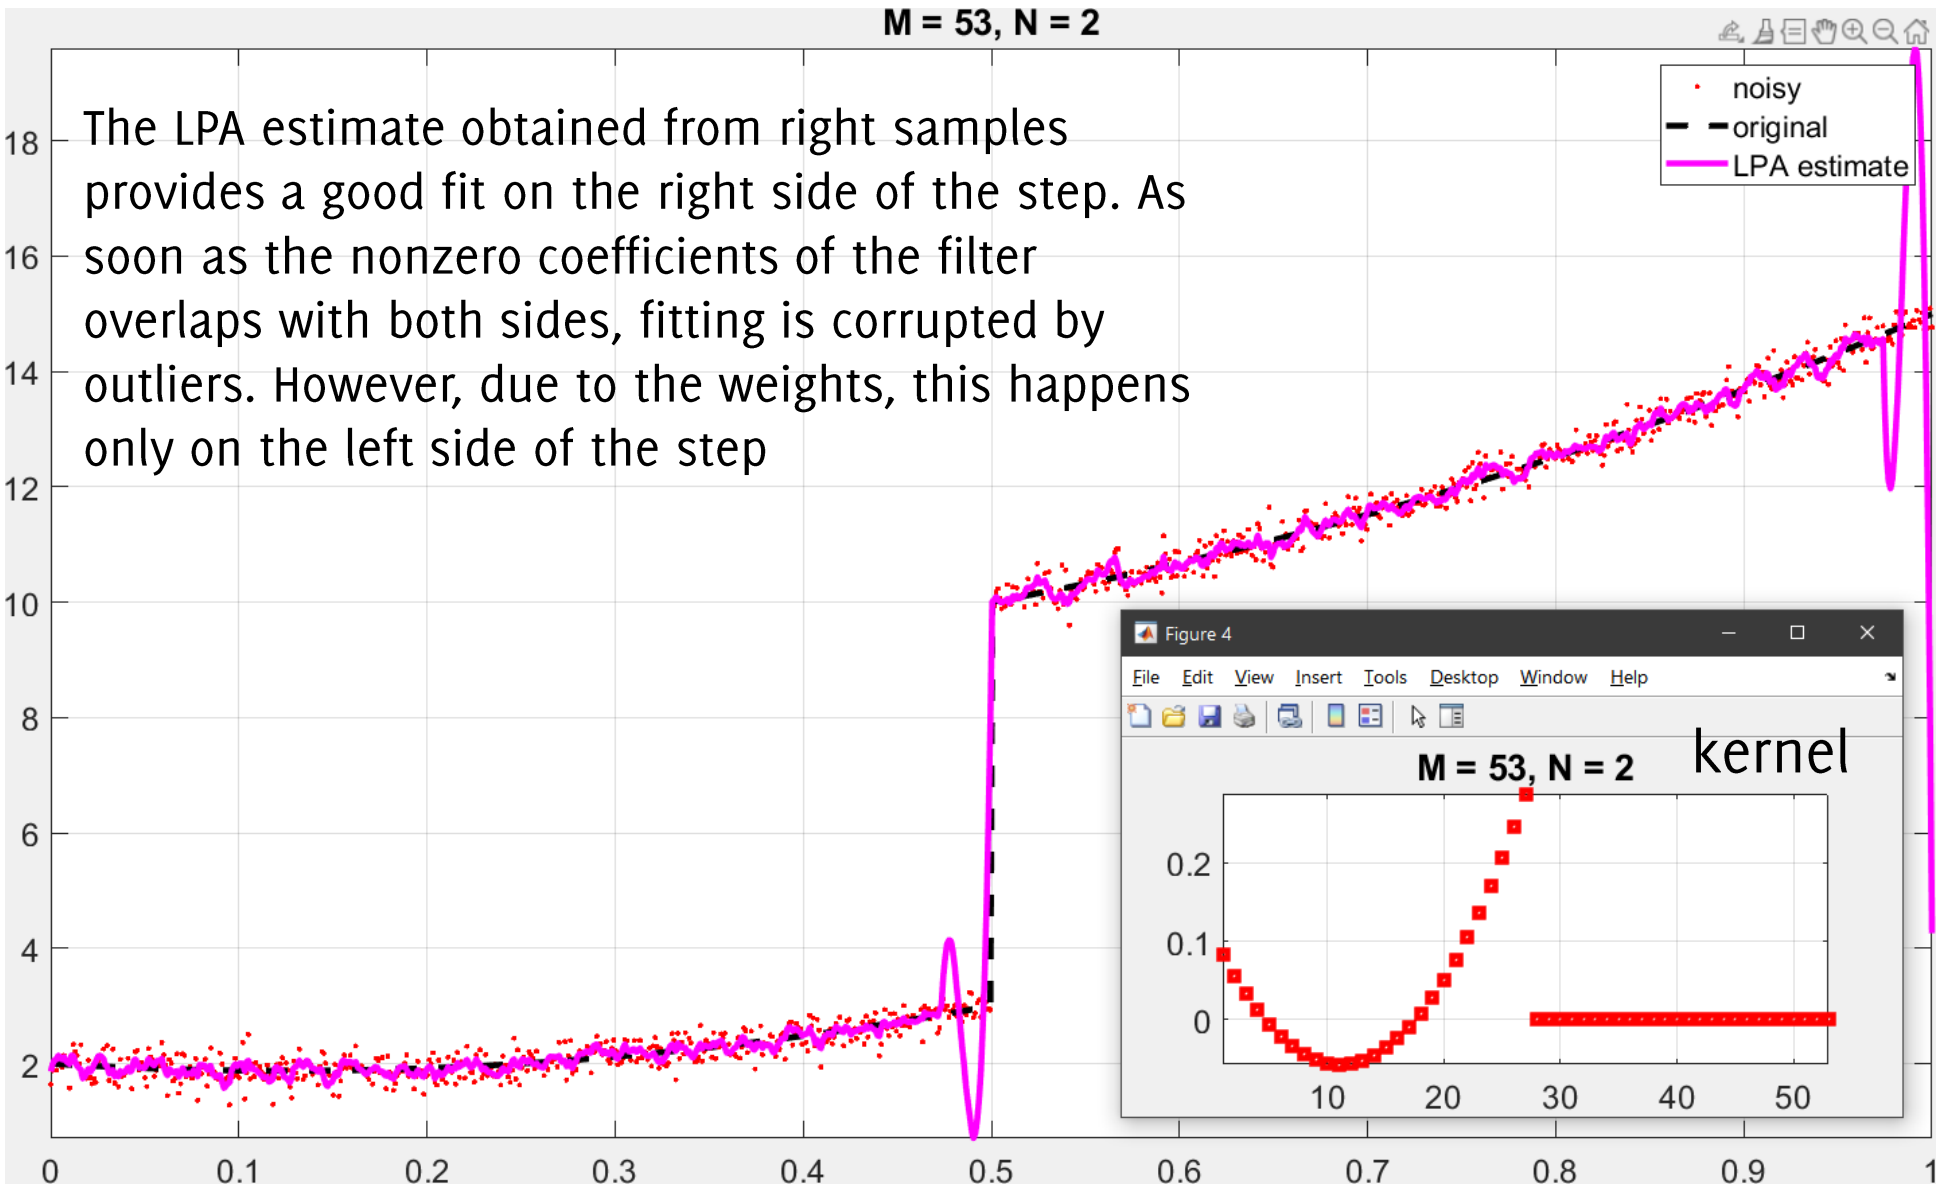 M = 53, N = 2
noisy
original
LPA estimate
The LPA estimate obtained from right samples
provides a good fit on the right side of the step. As
soon as the nonzero coefficients of the filter
overlaps with both sides, fitting is corrupted by
outliers. However, due to the weights, this happens
only on the left side of the step
18
16
14
12
10
8
6
4
2
0 0.1 0.2 0.3 0.4 0.5 0.6 0.7 0.8 0.9 1
Figure 4
File Edit View Insert Tools Desktop Window Help
kernel
M = 53, N = 2
0.2
0.1
0
10 20 30 40 50